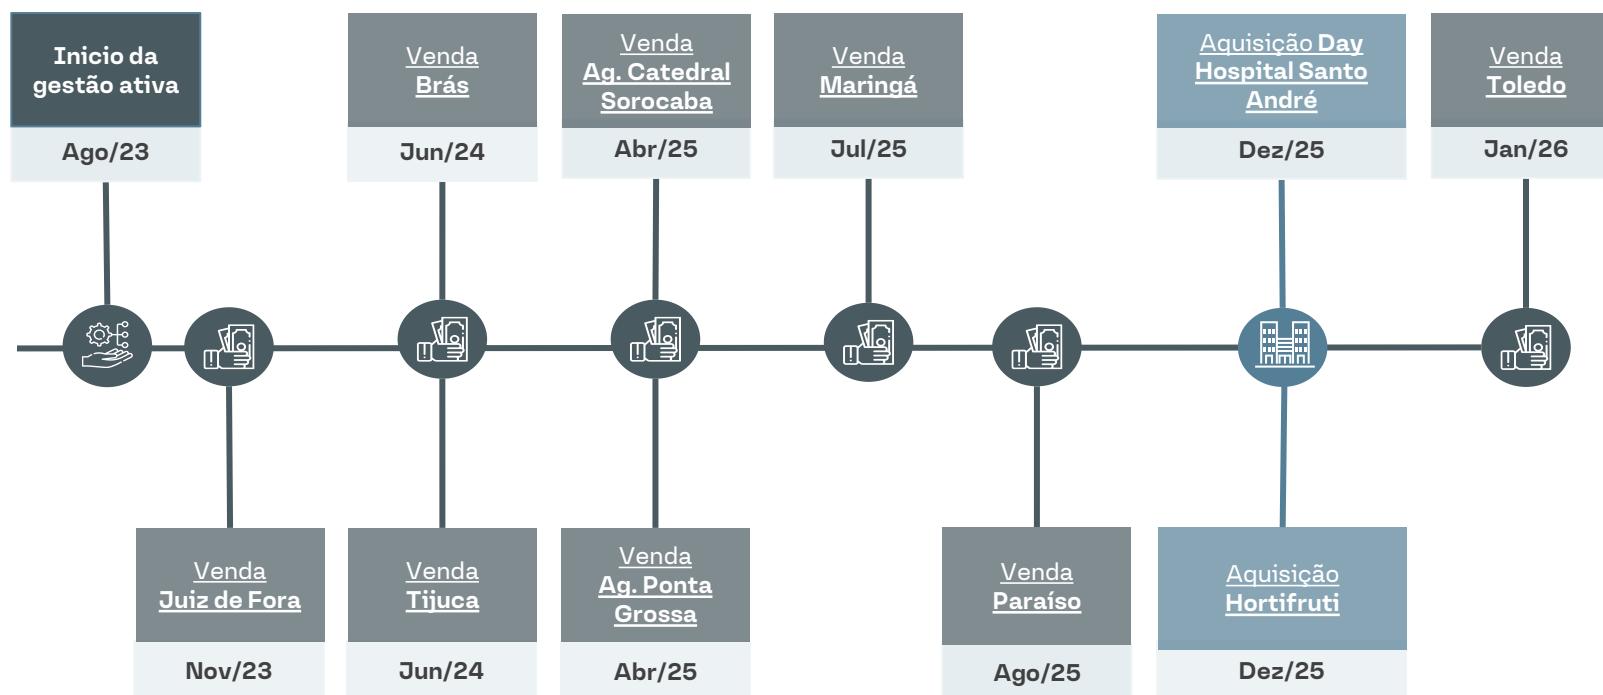 Inicio da
gestão ativa
Ago/23
Venda
Brás
Jun/24
Venda
Ag. Catedral
Sorocaba
Abr/25
Venda
Maringá
Jul/25
Aquisição Day
Hospital Santo
André
Dez/25
Venda
Toledo
Jan/26
Venda
Juiz de Fora
Nov/23
Venda
Tijuca
Jun/24
Venda
Ag. Ponta
Grossa
Abr/25
Venda
Paraíso
Ago/25
Aquisição
Hortifruti
Dez/25